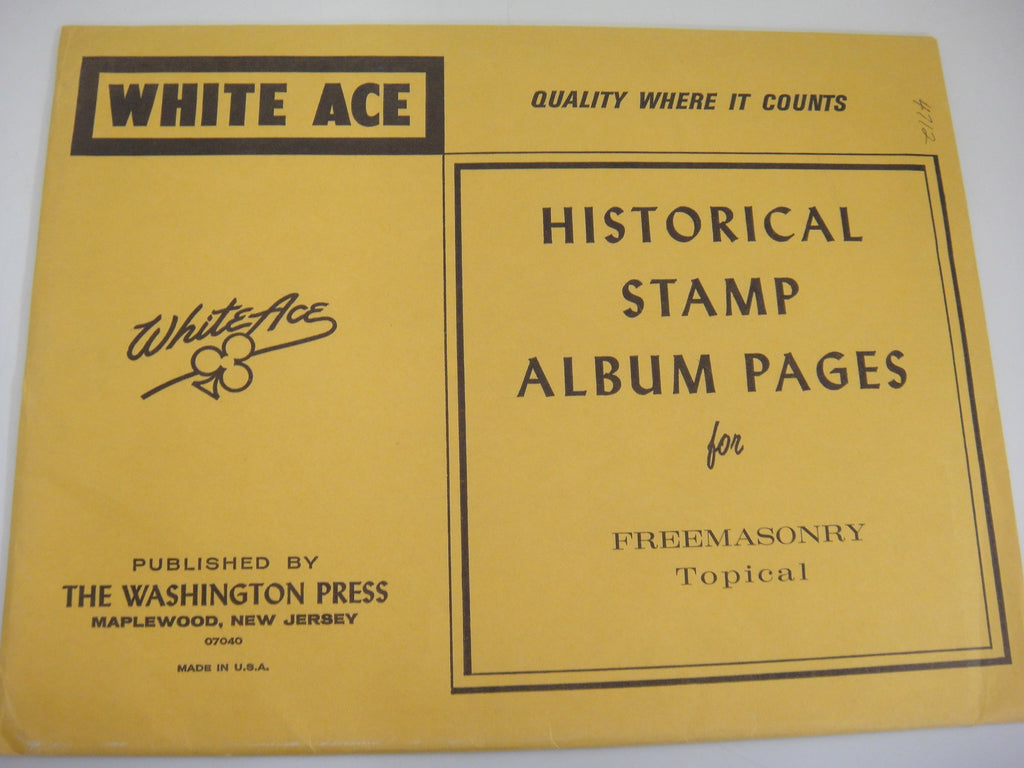 WHITE ACE
QUALITY WHERE IT COUNTS
4712
HISTORICAL
STAMP
ALBUM PAGES
for
FREEMASONRY
Topical
White Ace
PUBLISHED BY
THE WASHINGTON PRESS
MAPLEWOOD, NEW JERSEY
07040
MADE IN U.S.A.